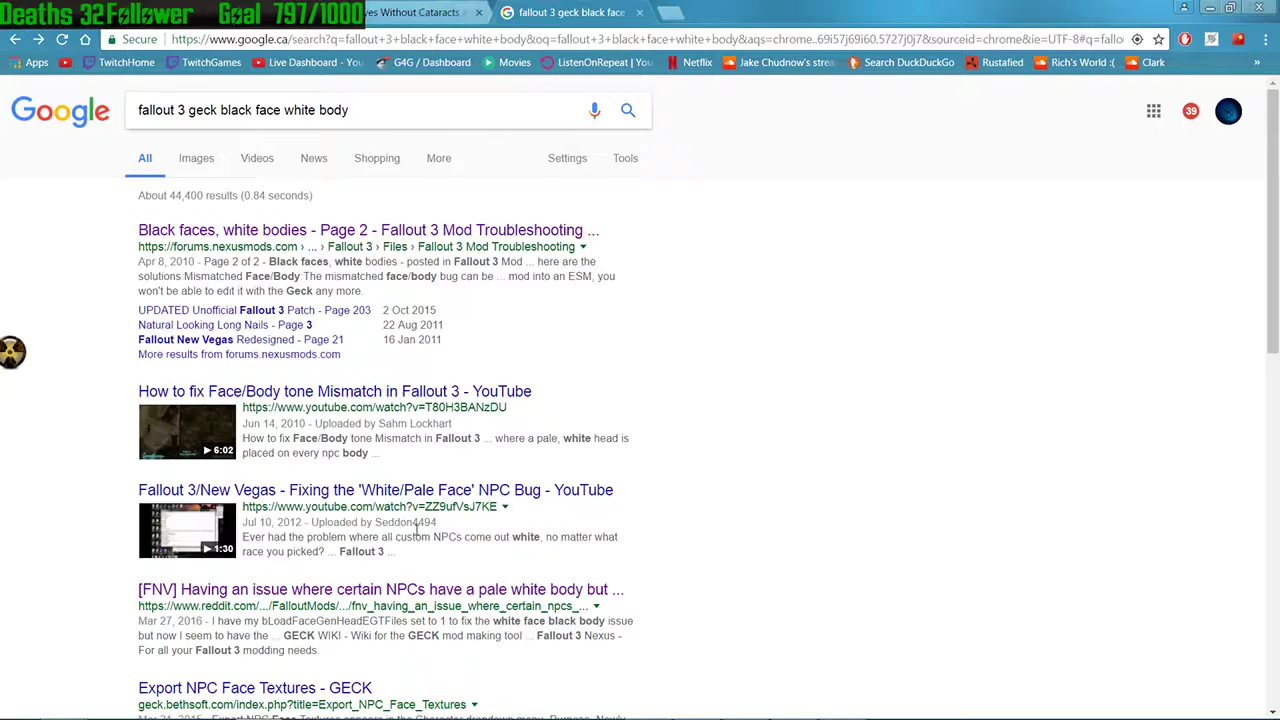 Deaths 32 Follower Goal 797/1000
yes Without Cataracts
fallout 3 geck black face
Secure https://www.google.ca/search?q=fallout+3+black+face+white+body&oq=fallout+3+black+face+white+body&aqs=chrome..69i57j69i60.5727j0j7&sourceid=chrome&ie=UTF-8#q=fallo
Apps TwitchHome TwitchGames Live Dashboard - You G4G / Dashboard Movies ListenOnRepeat | You Netflix Jake Chudnow's strea Search DuckDuckGo Rustafied Rich's World :( Clark »
Google fallout 3 geck black face white body 39
All Images Videos News Shopping More Settings Tools
About 44,400 results (0.84 seconds)
Black faces, white bodies - Page 2 - Fallout 3 Mod Troubleshooting ...
https://forums.nexusmods.com › ... › Fallout 3 › Files › Fallout 3 Mod Troubleshooting
Apr 8, 2010 - Page 2 of 2 - Black faces, white bodies - posted in Fallout 3 Mod ... here are the
solutions:Mismatched Face/Body:The mismatched face/body bug can be ... mod into an ESM, you
won't be able to edit it with the Geck any more.
UPDATED Unofficial Fallout 3 Patch - Page 203 2 Oct 2015
Natural Looking Long Nails - Page 3 22 Aug 2011
Fallout New Vegas Redesigned - Page 21 16 Jan 2011
More results from forums.nexusmods.com
How to fix Face/Body tone Mismatch in Fallout 3 - YouTube
https://www.youtube.com/watch?v=T80H3BANzDU
Jun 14, 2010 - Uploaded by Sahm Lockhart
How to fix Face/Body tone Mismatch in Fallout 3 ... where a pale, white head is
6:02
placed on every npc body ...
Fallout 3/New Vegas - Fixing the 'White/Pale Face' NPC Bug - YouTube
https://www.youtube.com/watch?v=ZZ9ufVsJ7KE
Jul 10, 2012 - Uploaded by Seddon4494
Ever had the problem where all custom NPCs come out white, no matter what
1:30
race you picked? ... Fallout 3 ...
[FNV] Having an issue where certain NPCs have a pale white body but ...
https://www.reddit.com/.../FalloutMods/.../fnv_having_an_issue_where_certain_npcs_...
Mar 27, 2016 - I have my bLoadFaceGenHeadEGTFiles set to 1 to fix the white face black body issue
but now I seem to have the ... GECK WIKI - Wiki for the GECK mod making tool ... Fallout 3 Nexus -
For all your Fallout 3 modding needs.
Export NPC Face Textures - GECK
geck.bethsoft.com/index.php?title=Export_NPC_Face_Textures